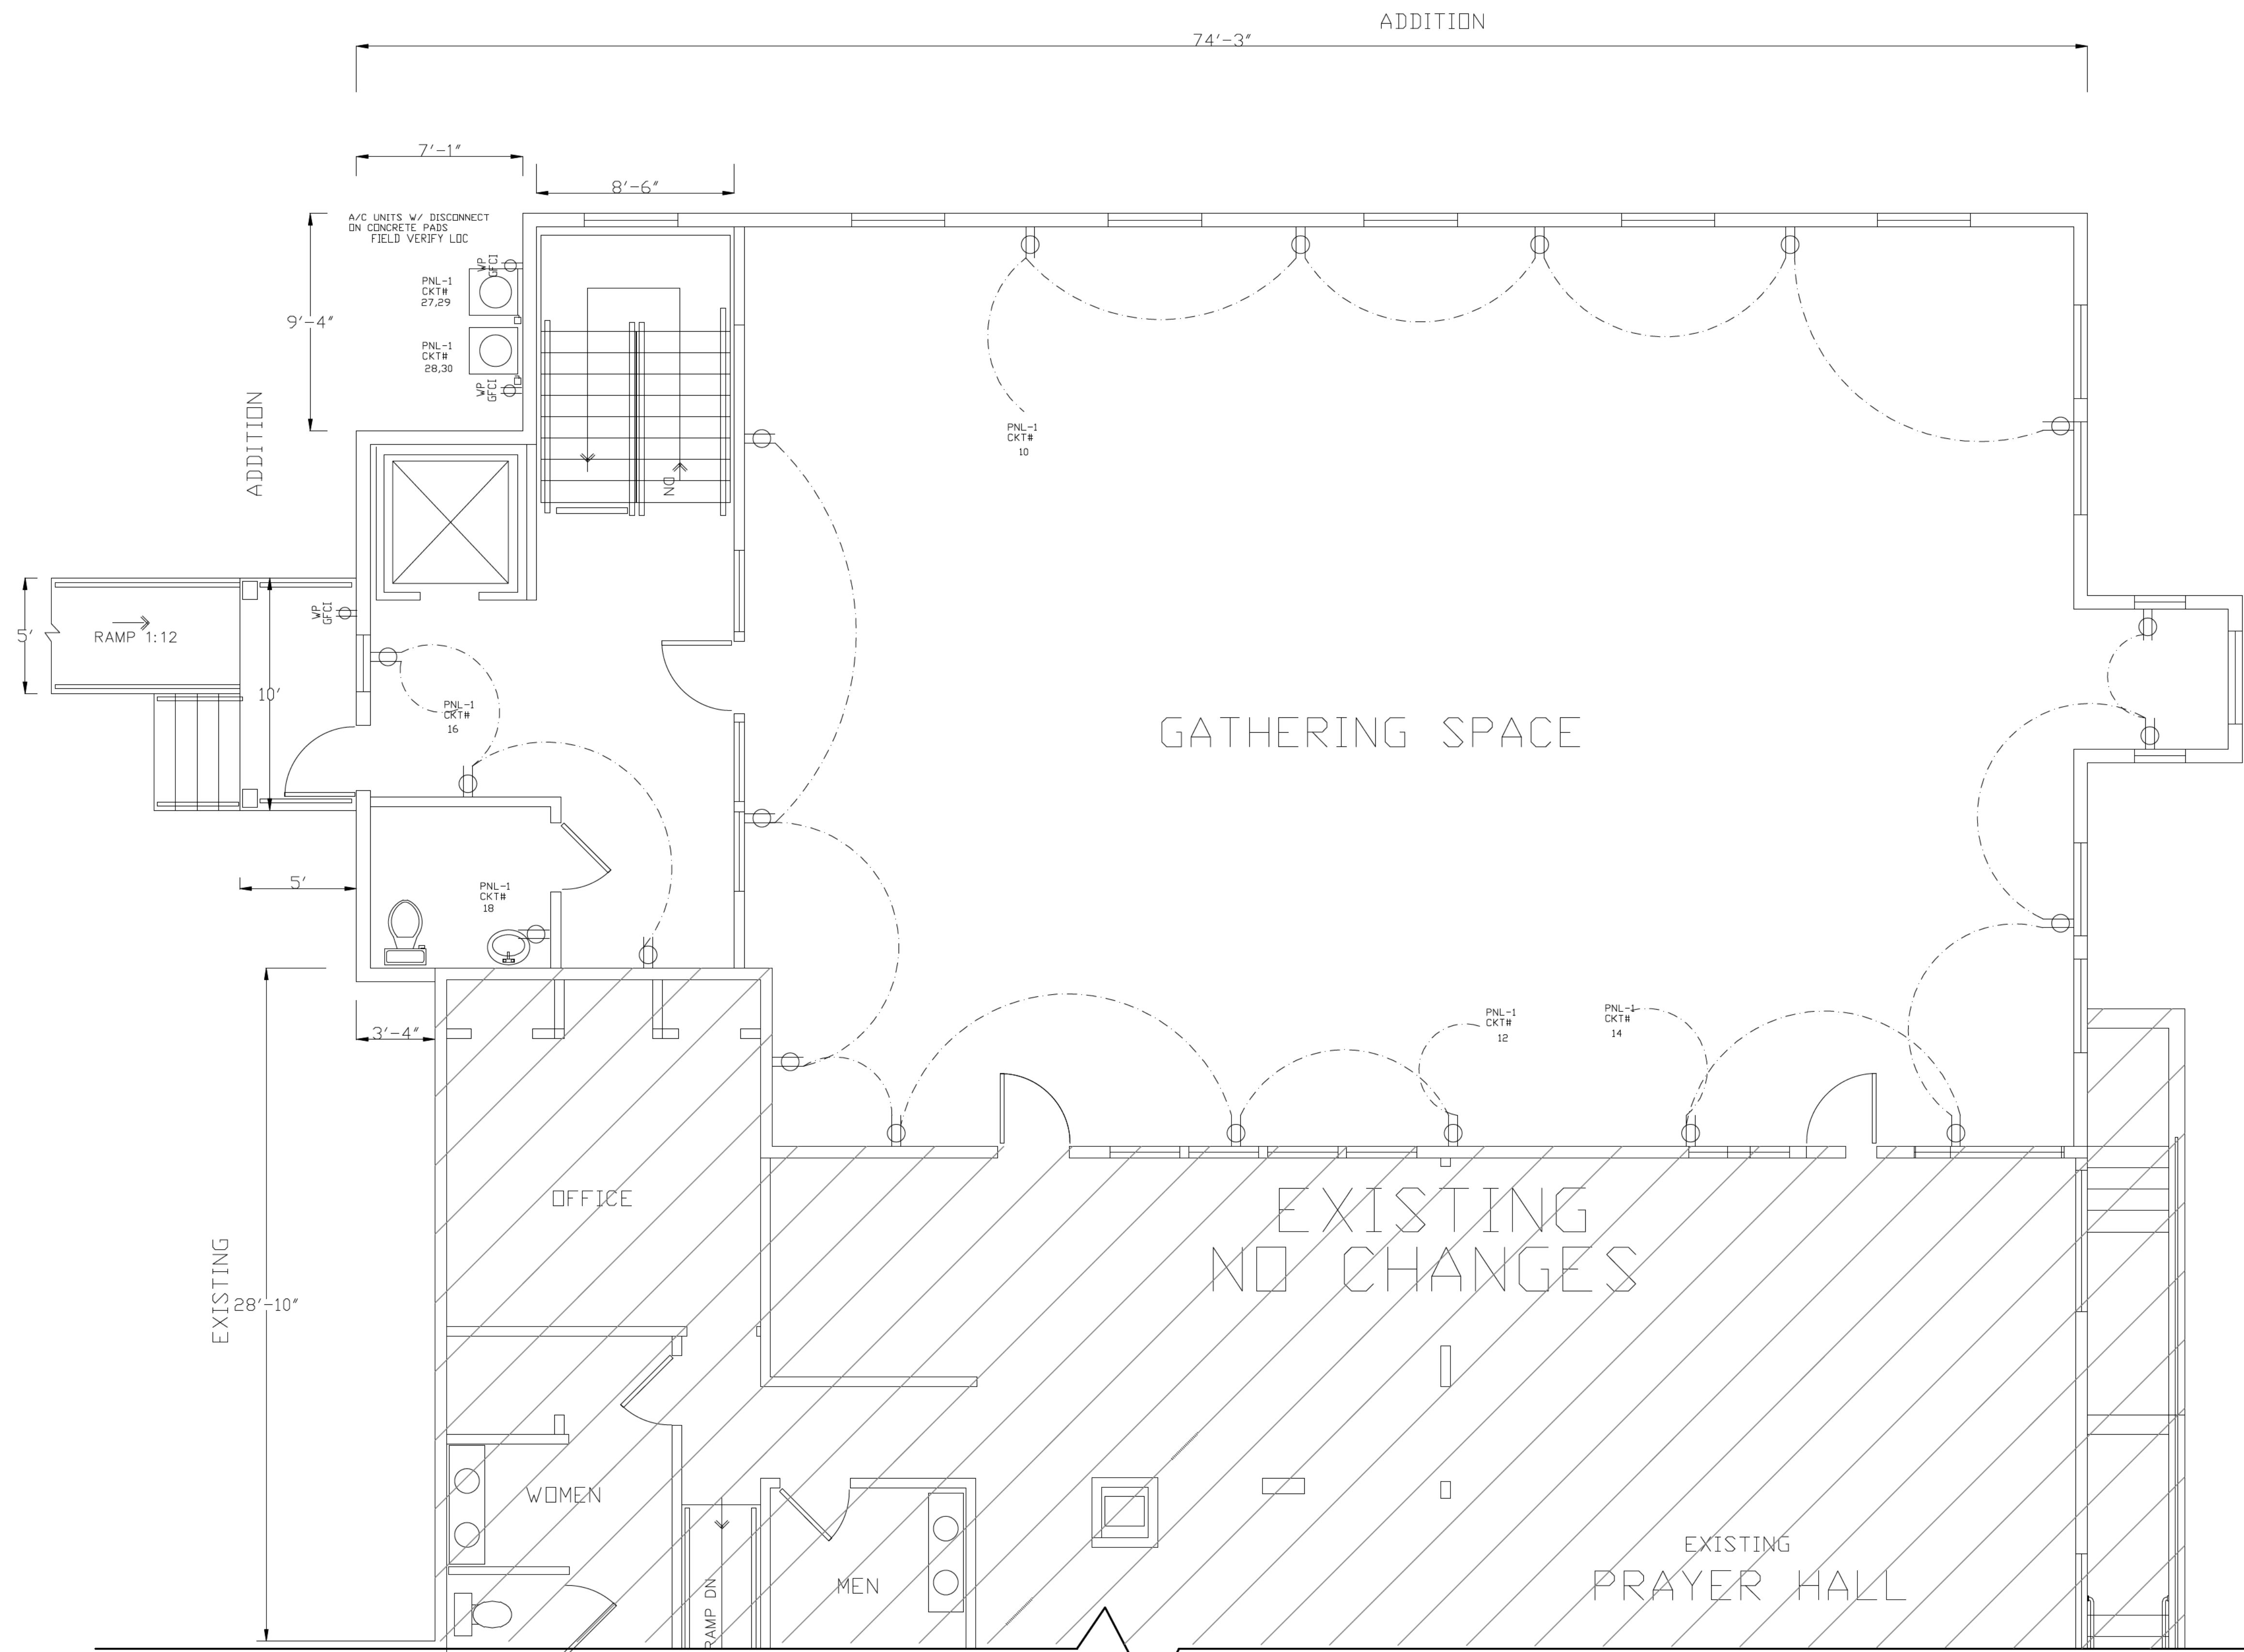 ADDITION
74'-3"
7'-1"
8'-6"
A/C UNITS W/ DISCONNECT
ON CONCRETE PADS
FIELD VERIFY LOC
WP
GFCI
PNL-1
CKT#
27,29
9'-4"
PNL-1
CKT#
28,30
WP
GFCI
ADDITION
PNL-1
CKT#
10
DN
WP
GFCI
5'
RAMP 1:12
10'
PNL-1
CKT#
16
GATHERING SPACE
5'
PNL-1
CKT#
18
3'-4"
PNL-1
CKT#
12
PNL-1
CKT#
14
OFFICE
EXISTING
NO CHANGES
EXISTING
28'-10"
WOMEN
MEN
RAMP DN
EXISTING
PRAYER HALL